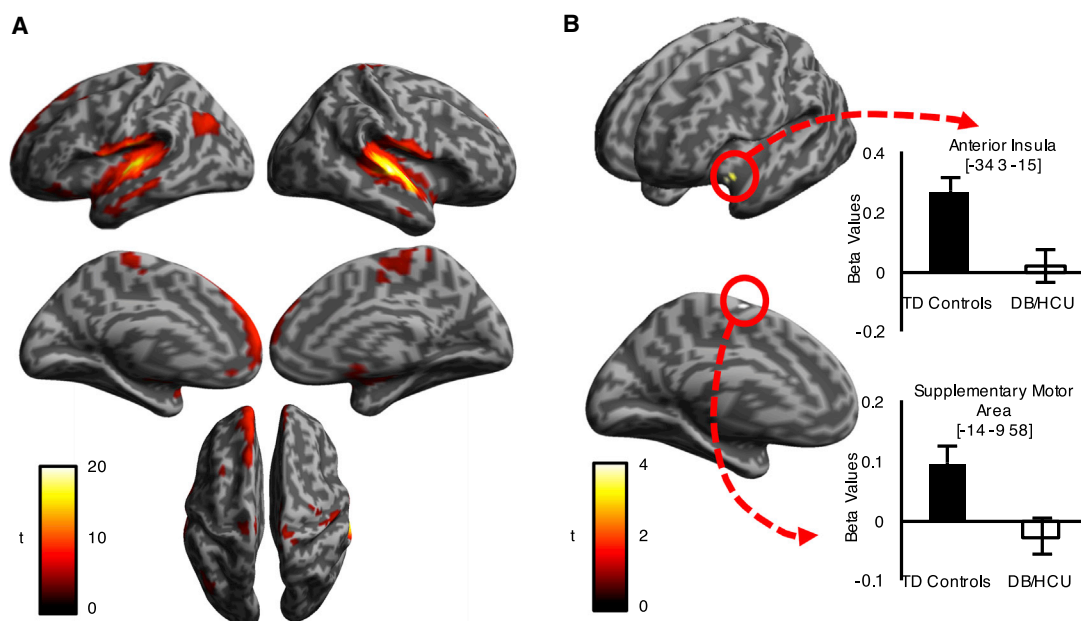 A
B
20
10
0
t
4
2
0
t
Anterior Insula
[-34 3 -15]
0.4
0.2
0
-0.2
Beta Values
TD Controls
DB/HCU
Supplementary Motor
Area
[-14 -9 58]
0.2
0.1
0
-0.1
Beta Values
TD Controls
DB/HCU